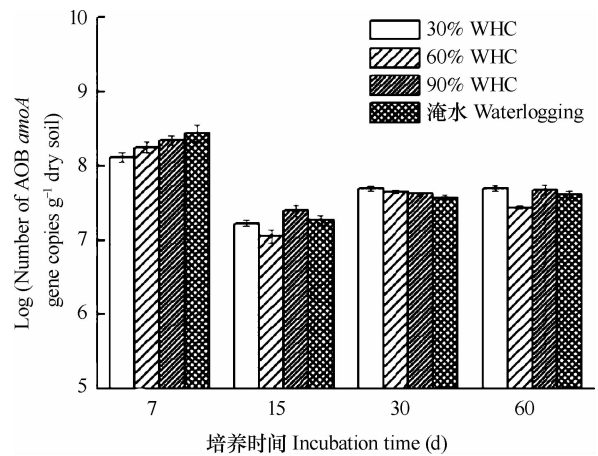 10
9
8
7
6
5
Log (Number of AOB amoA
gene copies g⁻¹ dry soil)
30% WHC
60% WHC
90% WHC
淹水 Waterlogging
7 15 30 60
培养时间 Incubation time (d)